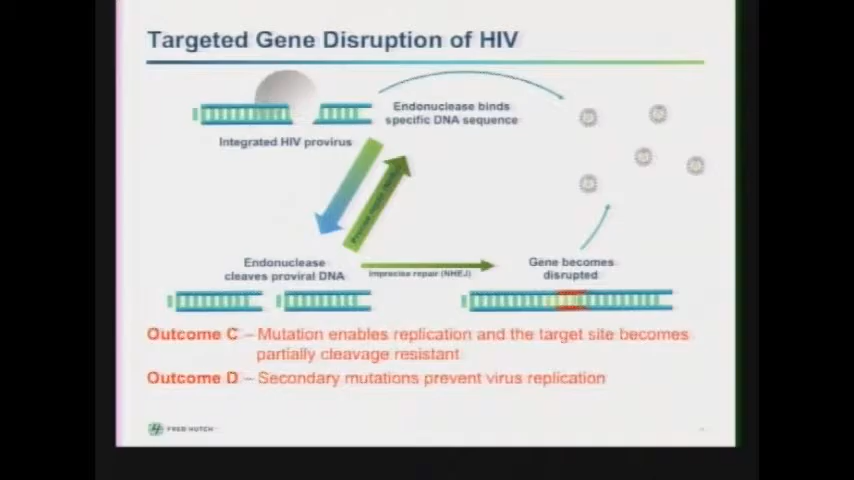 Targeted Gene Disruption of HIV
Endonuclease binds
specific DNA sequence
Integrated HIV provirus
Precise repair
Endonuclease
cleaves proviral DNA
Imprecise repair (NHEJ)
Gene becomes
disrupted
Outcome C – Mutation enables replication and the target site becomes
partially cleavage resistant
Outcome D – Secondary mutations prevent virus replication
FRED HUTCH